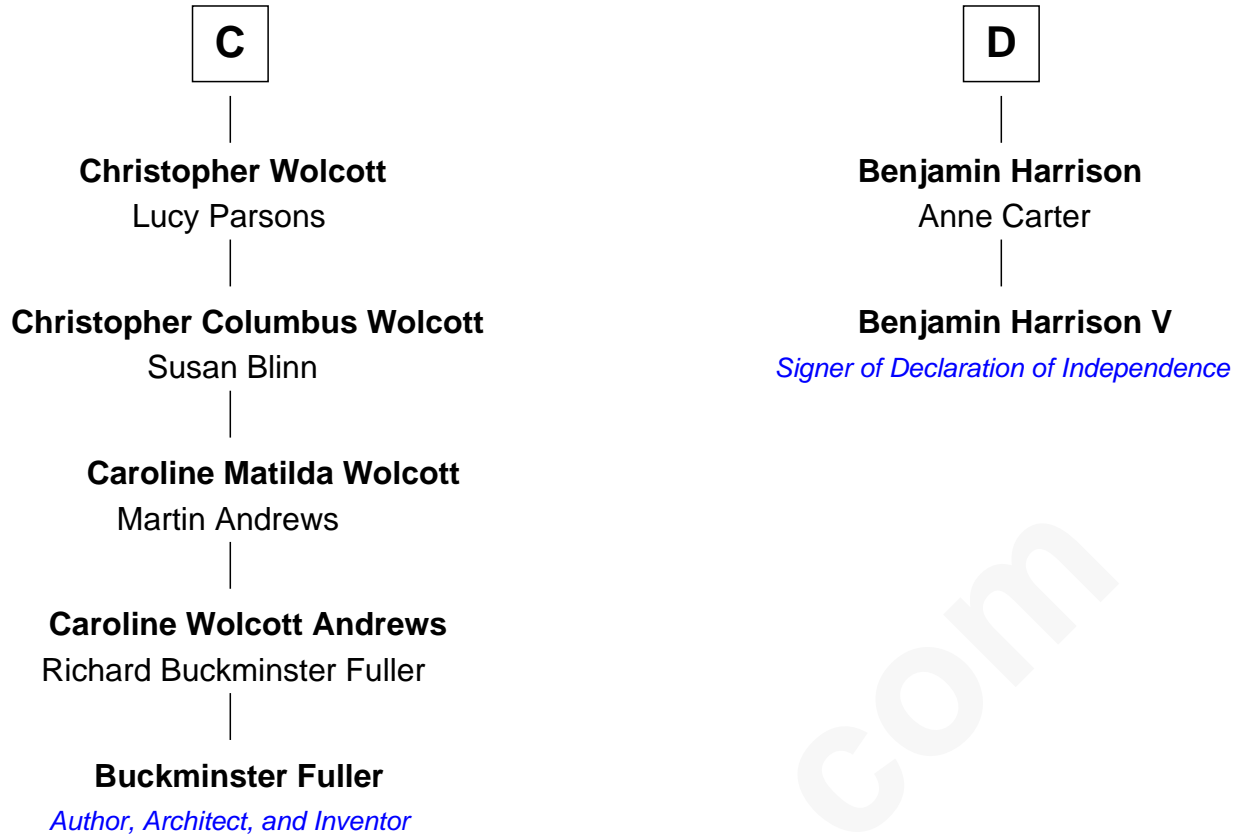 C
Christopher Wolcott
Lucy Parsons
Christopher Columbus Wolcott
Susan Blinn
Caroline Matilda Wolcott
Martin Andrews
Caroline Wolcott Andrews
Richard Buckminster Fuller
Buckminster Fuller
Author, Architect, and Inventor
D
Benjamin Harrison
Anne Carter
Benjamin Harrison V
Signer of Declaration of Independence
com